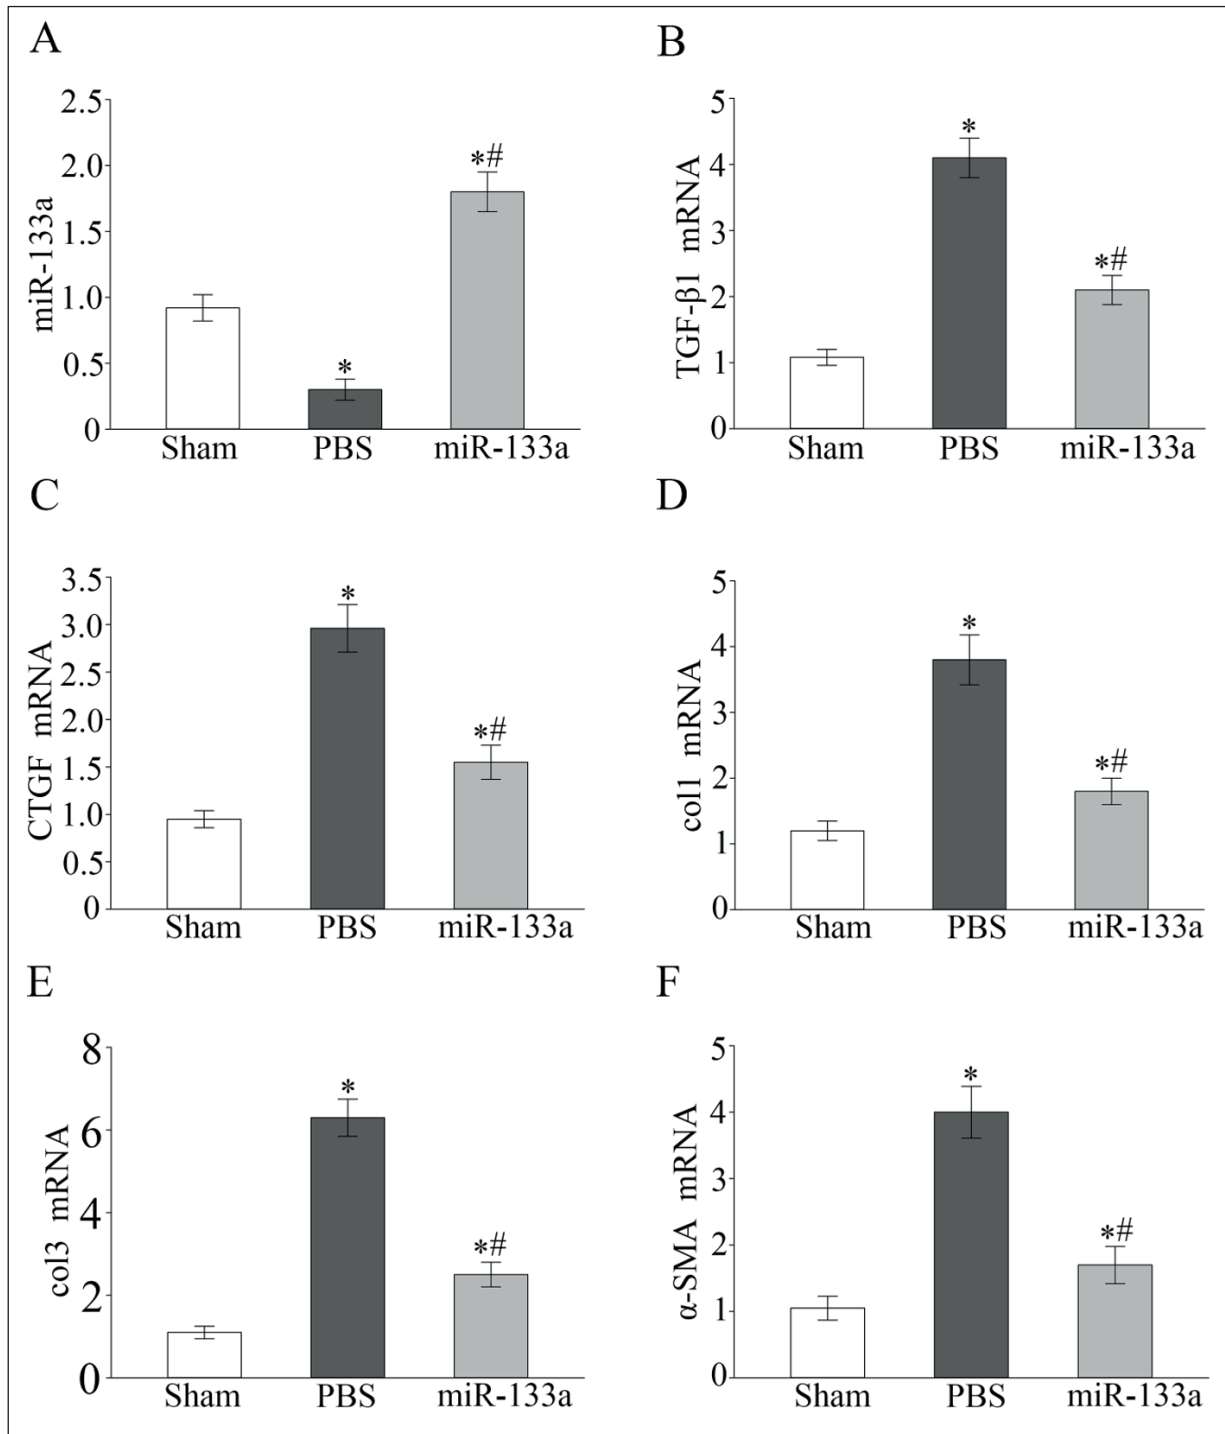 A
miR-133a
2.5
2.0
1.5
1.0
0.5
0
*
*#
Sham PBS miR-133a
B
TGF-β1 mRNA
5
4
3
2
1
0
*
*#
Sham PBS miR-133a
C
CTGF mRNA
3.5
3.0
2.5
2.0
1.5
1.0
0.5
0
*
*#
Sham PBS miR-133a
D
col1 mRNA
5
4
3
2
1
0
*
*#
Sham PBS miR-133a
E
col3 mRNA
8
6
4
2
0
*
*#
Sham PBS miR-133a
F
α-SMA mRNA
5
4
3
2
1
0
*
*#
Sham PBS miR-133a